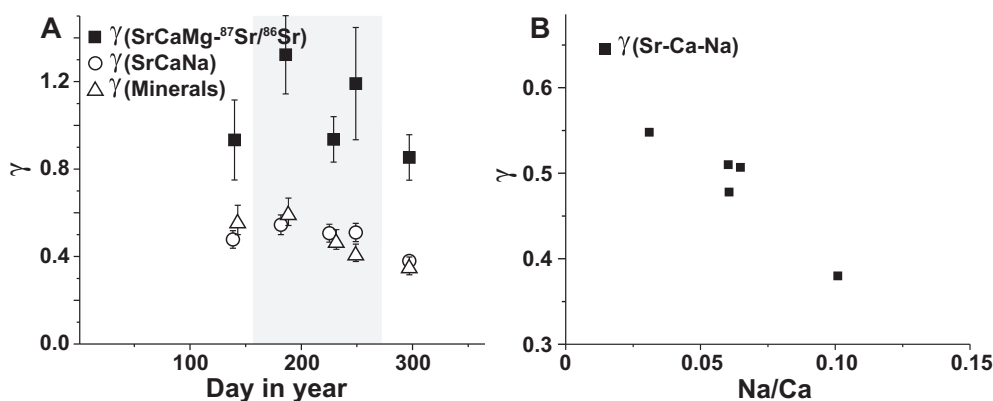 A
γ(SrCaMg-⁸⁷Sr/⁸⁶Sr)
γ(SrCaNa)
γ(Minerals)
1.2
0.8
0.4
0.0
γ
100
200
300
Day in year
B
γ(Sr-Ca-Na)
0.6
0.5
0.4
0.3
γ
0
0.05
0.10
0.15
Na/Ca